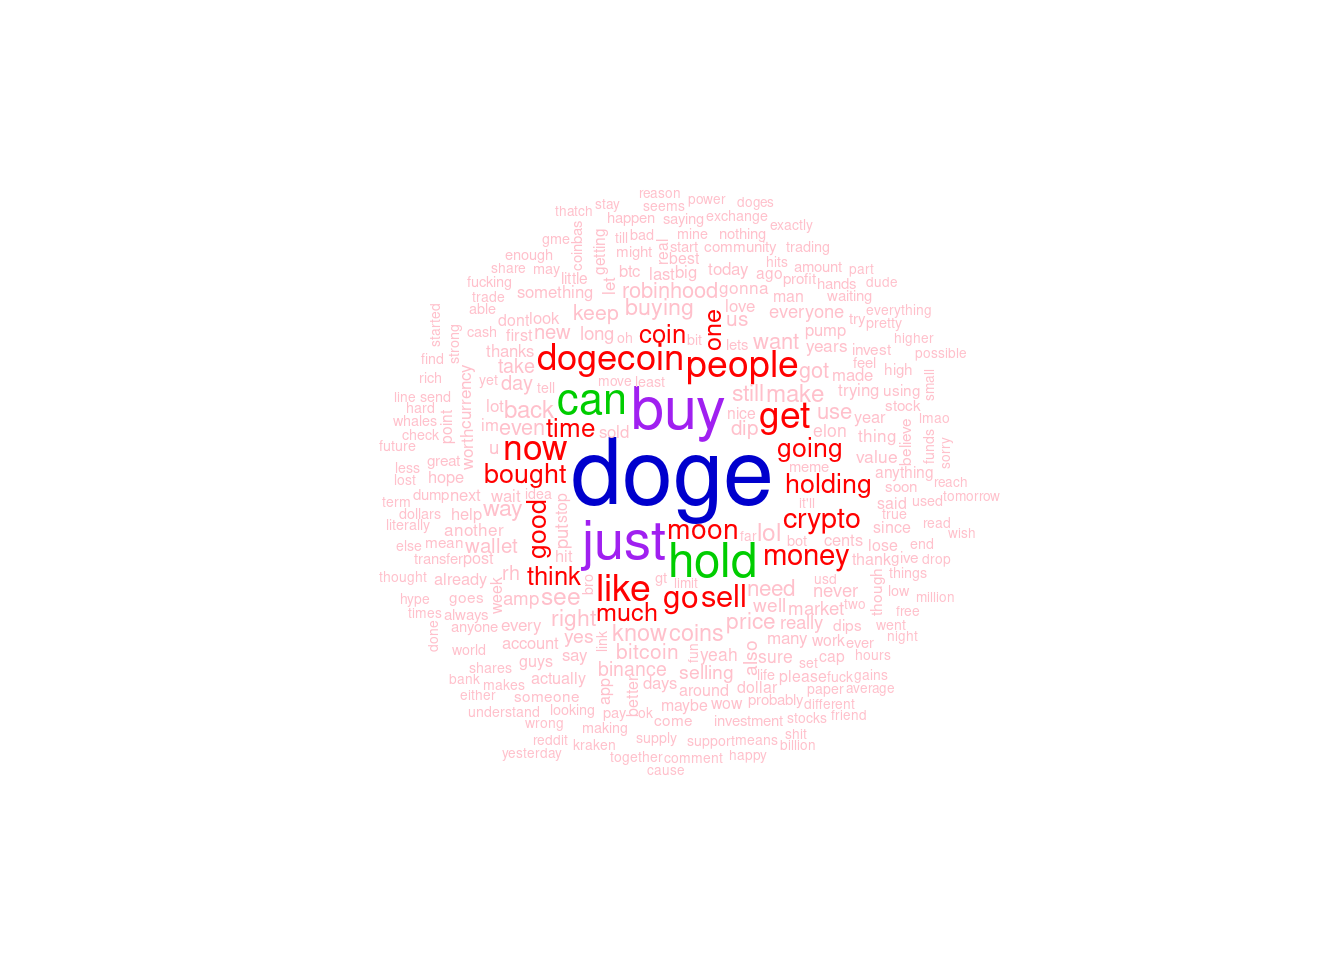 reason
power
doges
thatch
stay
seems
happen
saying
exchange
exactly
gme
coinbas
getting
till
bad
mine
nothing
enough
might
real
start
community
trading
best
share
may
little
let
btc
last
big
today
ago
hits
amount
part
fucking
something
robinhood
gonna
profit
hands
dude
trade
man
waiting
able
keep
buying
love
everyone
everything
started
dont
look
us
try
pretty
strong
cash
first
new
long
oh
coin
bit
one
lets
want
pump
higher
thanks
dogecoin
people
years
invest
possible
find
take
got
feel
high
rich
yet
day
tell
move
least
made
small
currency
can
buy
still
make
trying
using
line
send
hard
lot
back
nice
get
use
year
stock
lmao
whales
point
im
even
time
sold
dip
elon
thing
believe
funds
sorry
check
future
worth
u
now
going
value
less
great
bought
doge
meme
anything
lost
hope
holding
soon
reach
term
dump
next
wait
idea
it'll
said
used
tomorrow
dollars
help
way
good
put
stop
crypto
true
literally
another
just
moon
far
lol
since
read
wish
else
mean
wallet
bot
cents
lose
end
transfer
post
hit
hold
money
thank
give
drop
thought
already
rh
think
gt
limit
usd
things
hype
goes
week
amp
see
bro
like
go
sell
need
never
though
low
million
times
always
much
well
market
two
free
done
anyone
every
right
know
coins
price
really
dips
went
night
world
account
yes
link
many
work
ever
guys
say
bitcoin
fun
yeah
also
sure
cap
hours
shares
actually
binance
selling
life
set
please
fuck
gains
bank
makes
app
better
days
around
dollar
paper
average
either
someone
maybe
wow
probably
different
understand
looking
pay
ok
come
investment
stocks
friend
wrong
making
reddit
kraken
supply
support
means
shit
billion
yesterday
together
comment
happy
cause